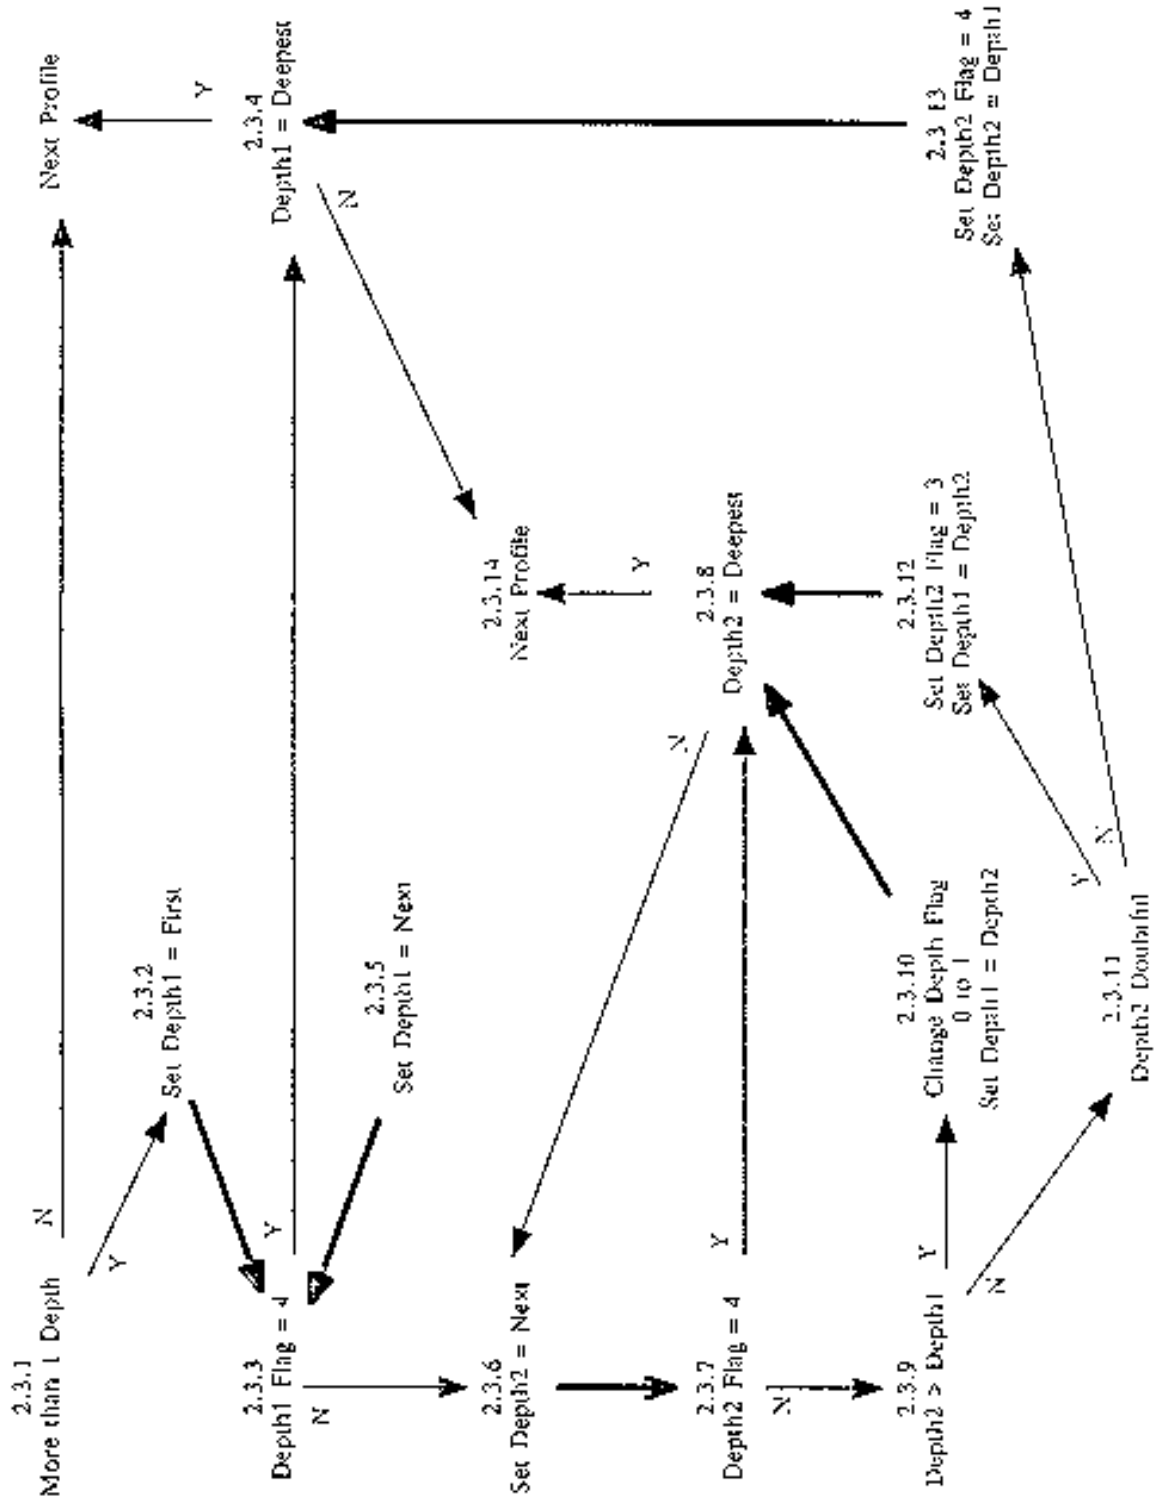 2.3.1
More than 1 Depth
N
Next Profile
Y
2.3.2
Set Depth1 = First
Y
2.3.3
Depth1 Flag = 4
Y
2.3.4
Depth1 = Deepest
N
N
2.3.5
Set Depth1 = Next
2.3.6
Set Depth2 = Next
2.3.14
Next Profile
Y
2.3.7
Depth2 Flag = 4
Y
N
2.3.8
Depth2 = Deepest
N
2.3.9
Depth2 > Depth1
Y
N
2.3.10
Change Depth Flag
0 to 1
Set Depth1 = Depth2
2.3.12
Set Depth2 Flag = 3
Set Depth1 = Depth2
2.3.13
Set Depth2 Flag = 4
Set Depth2 = Depth1
Y
N
2.3.11
Depth2 Doubtful